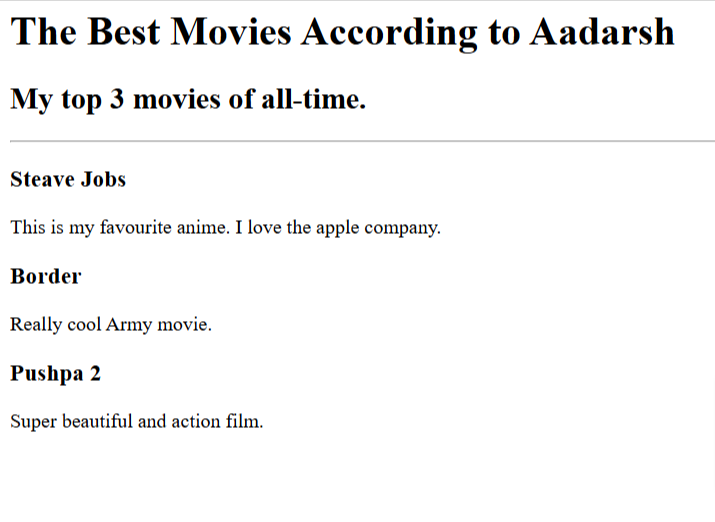 The Best Movies According to Aadarsh
My top 3 movies of all-time.
Steave Jobs
This is my favourite anime. I love the apple company.
Border
Really cool Army movie.
Pushpa 2
Super beautiful and action film.